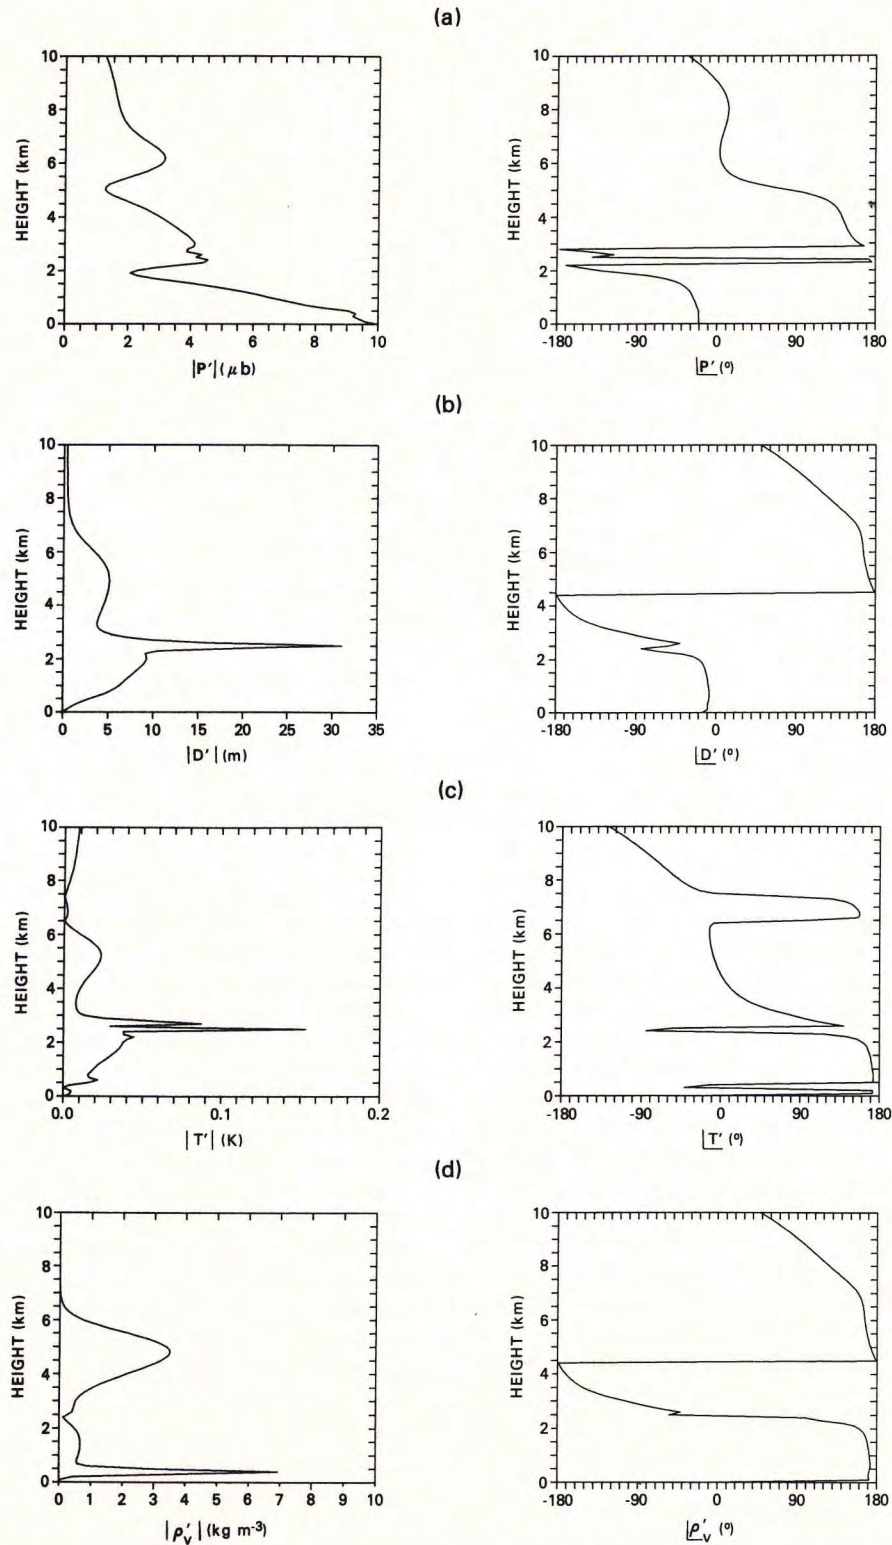 (a)
HEIGHT (km)
10
8
6
4
2
0
0 2 4 6 8 10
|P′| (μb)
HEIGHT (km)
10
8
6
4
2
0
-180 -90 0 90 180
∠P′ (°)
(b)
HEIGHT (km)
10
8
6
4
2
0
0 5 10 15 20 25 30 35
|D′| (m)
HEIGHT (km)
10
8
6
4
2
0
-180 -90 0 90 180
∠D′ (°)
(c)
HEIGHT (km)
10
8
6
4
2
0
0.0 0.1 0.2
|T′| (K)
HEIGHT (km)
10
8
6
4
2
0
-180 -90 0 90 180
∠T′ (°)
(d)
HEIGHT (km)
10
8
6
4
2
0
0 1 2 3 4 5 6 7 8 9 10
|ρ′v| (kg m-3)
HEIGHT (km)
10
8
6
4
2
0
-180 -90 0 90 180
∠ρ′v (°)